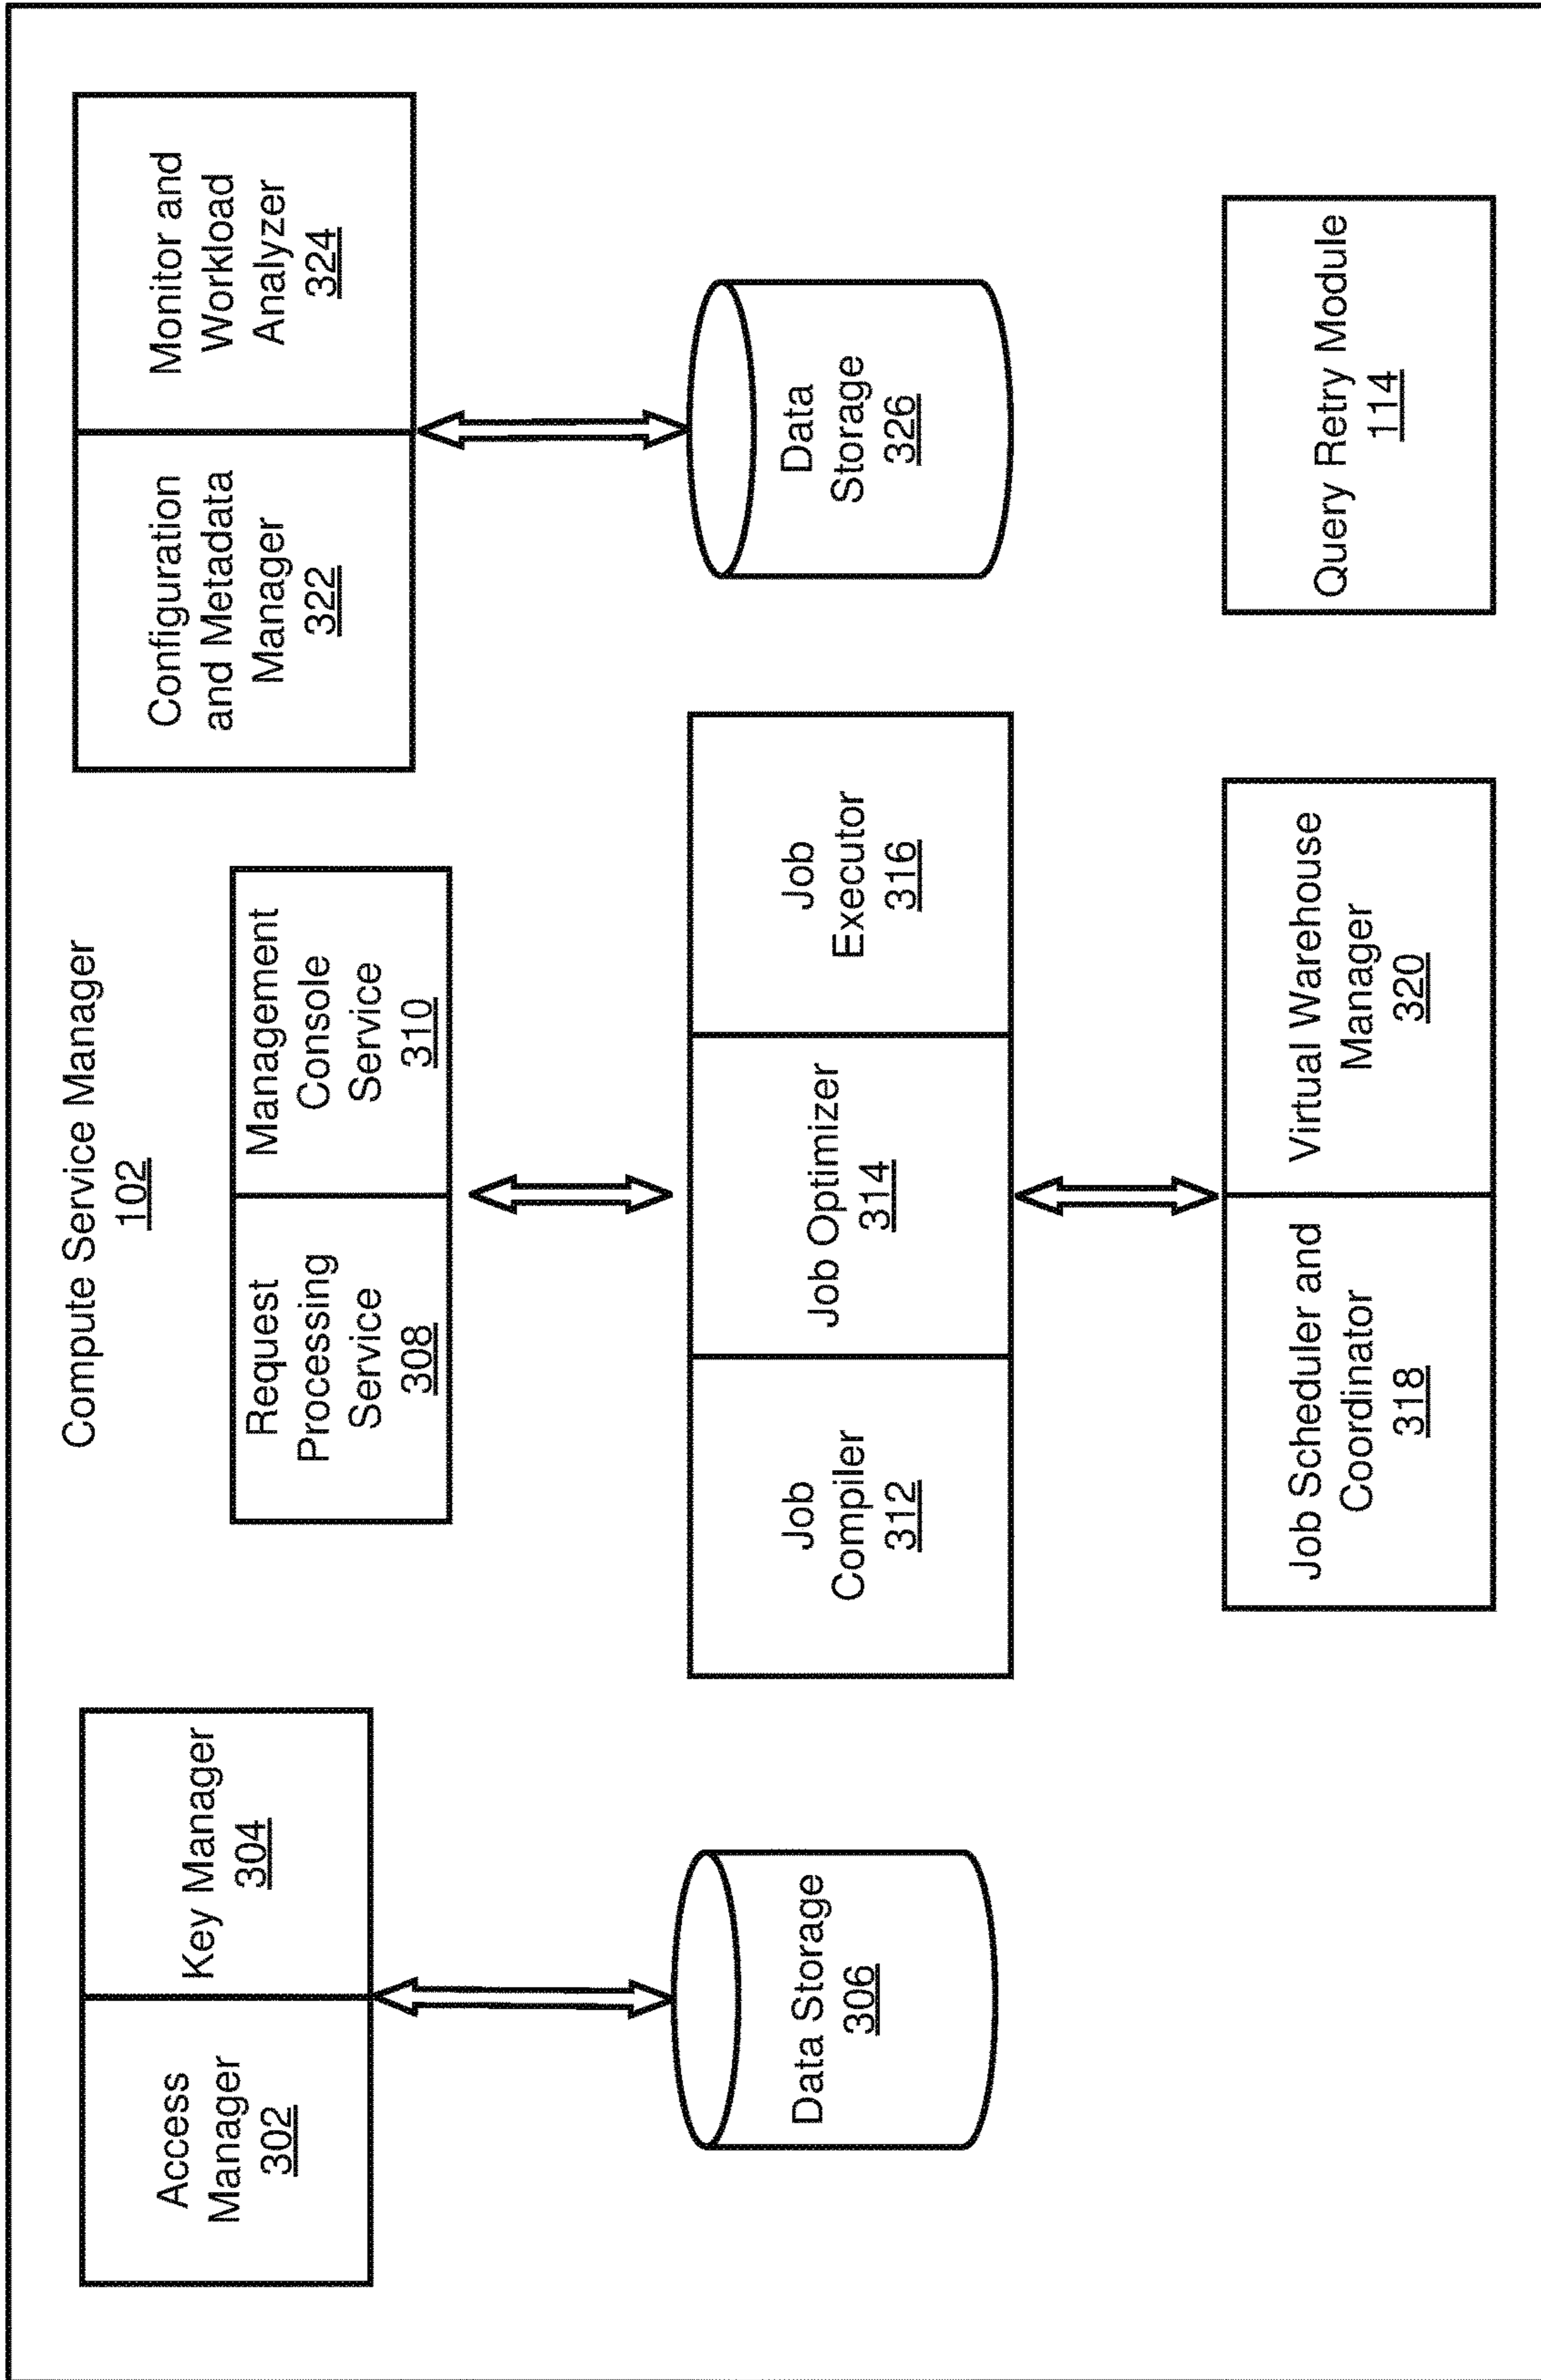 Compute Service Manager
102
Access
Manager
302
Key Manager
304
Request
Processing
Service
308
Management
Console
Service
310
Configuration
and Metadata
Manager
322
Monitor and
Workload
Analyzer
324
Data Storage
306
Job
Compiler
312
Job Optimizer
314
Job
Executor
316
Data
Storage
326
Job Scheduler and
Coordinator
318
Virtual Warehouse
Manager
320
Query Retry Module
114